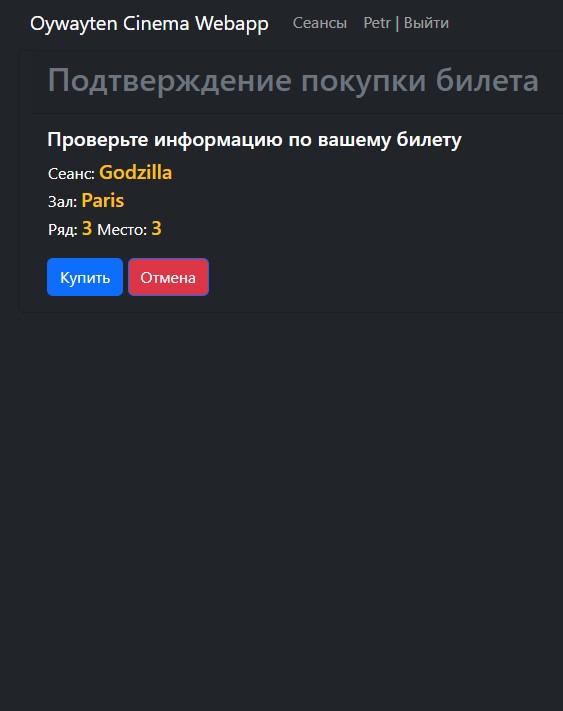 Oywayten Cinema Webapp Сеансы Petr | Выйти
Подтверждение покупки билета
Проверьте информацию по вашему билету
Сеанс: Godzilla
Зал: Paris
Ряд: 3 Место: 3
Купить Отмена